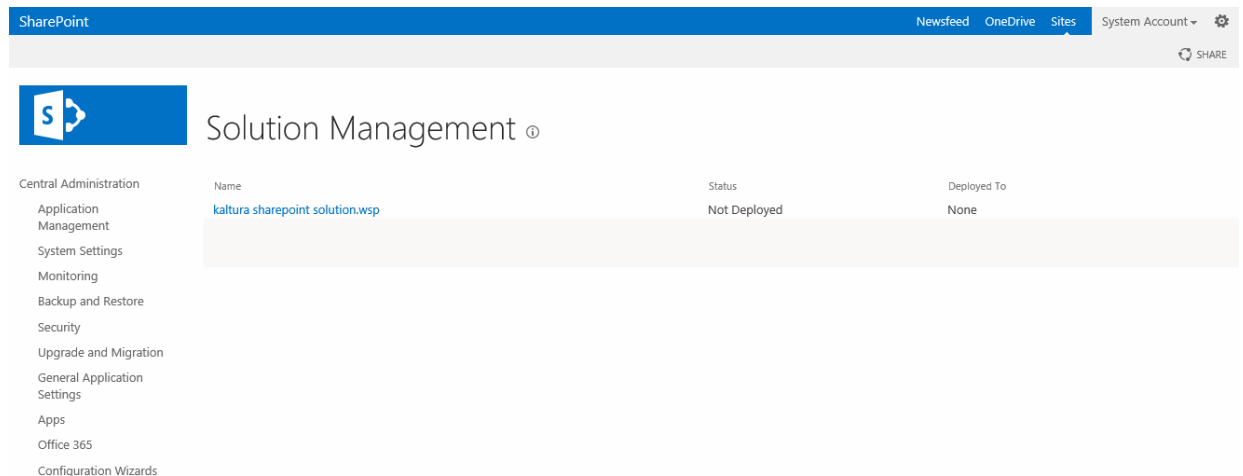 SharePoint
Newsfeed OneDrive Sites System Account
SHARE
S
Solution Management
Central Administration
Name Status Deployed To
kaltura sharepoint solution.wsp Not Deployed None
Application
Management
System Settings
Monitoring
Backup and Restore
Security
Upgrade and Migration
General Application
Settings
Apps
Office 365
Configuration Wizards